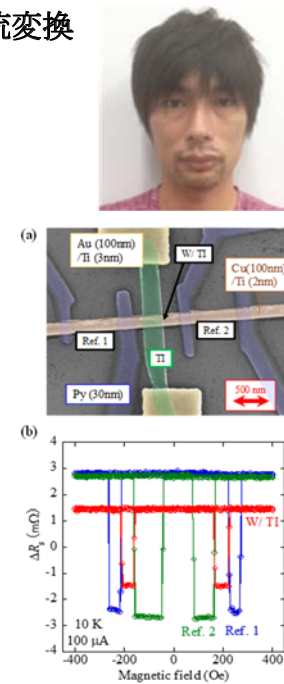 流変換
(a)
Au (100nm)
/Ti (3nm)
W/ TI
Cu(100nm)
/Ti (2nm)
Ref. 1
Ref. 2
TI
Py (30nm)
500 nm
(b)
4
3
2
1
0
-1
-2
-3
-4
ΔRs (mΩ)
W/ TI
10 K
100 μA
Ref. 2
Ref. 1
-400 -200 0 200 400
Magnetic field (Oe)